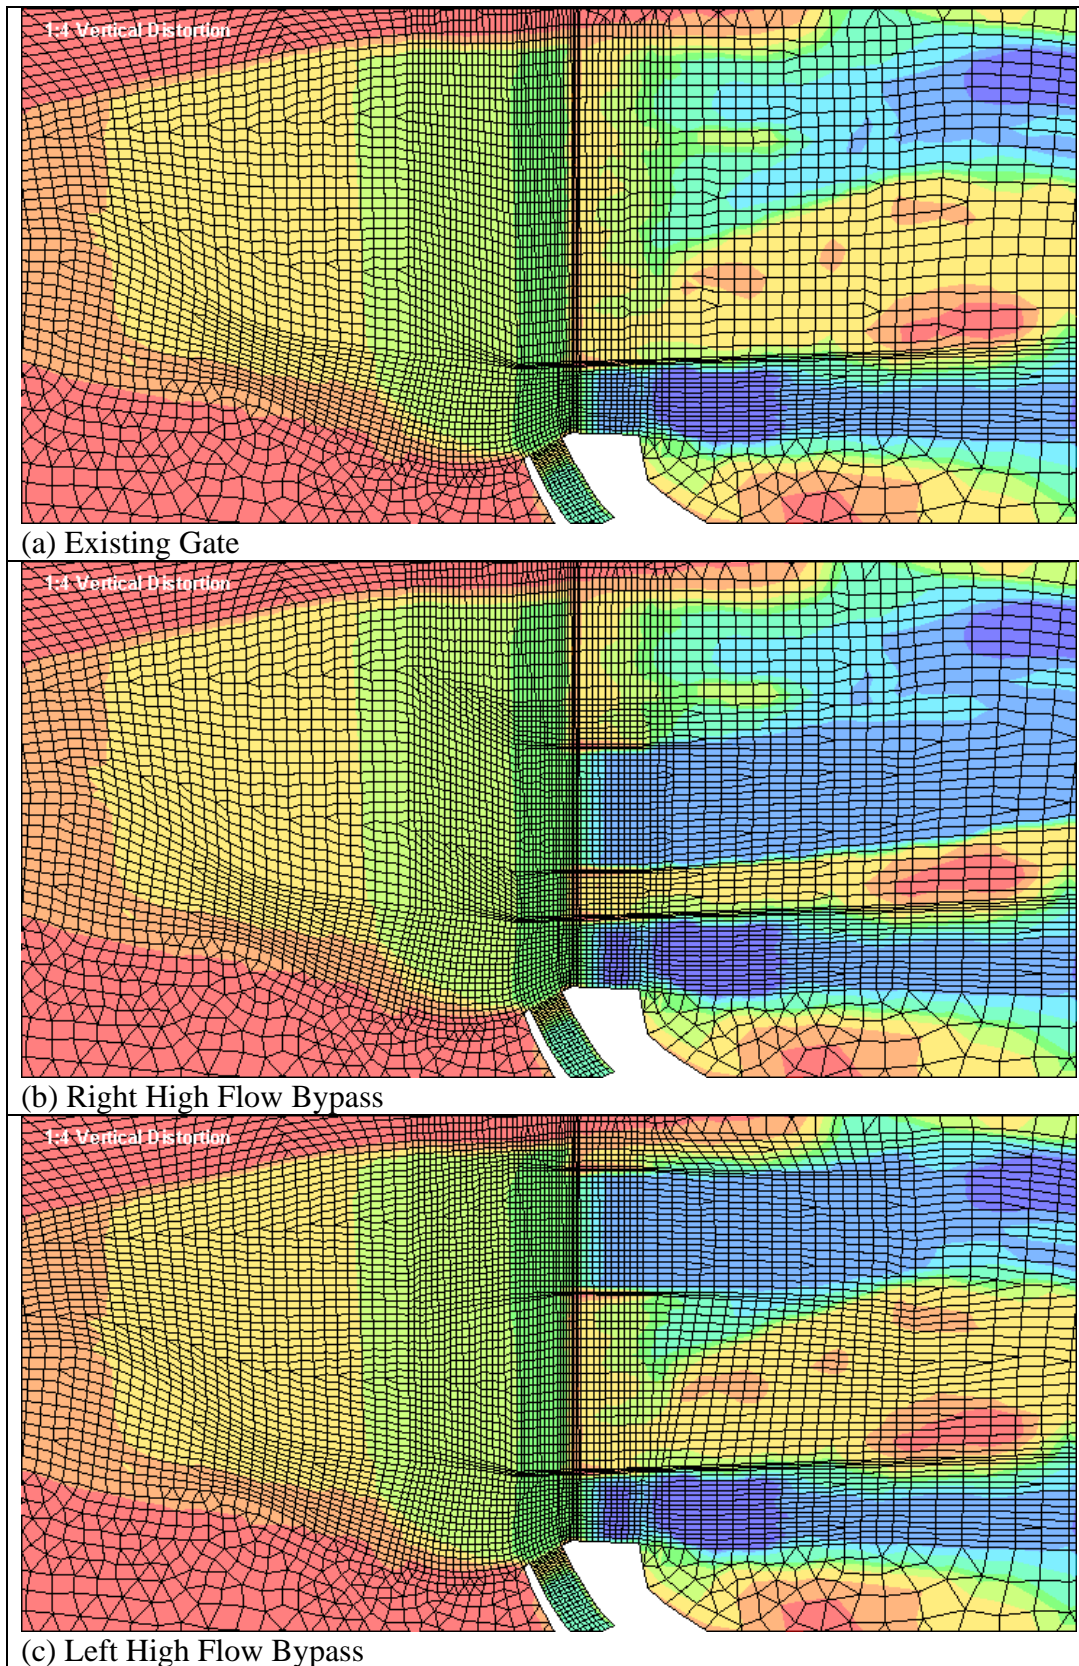 1:4 Vertical Distortion
(a) Existing Gate
1:4 Vertical Distortion
(b) Right High Flow Bypass
1:4 Vertical Distortion
(c) Left High Flow Bypass